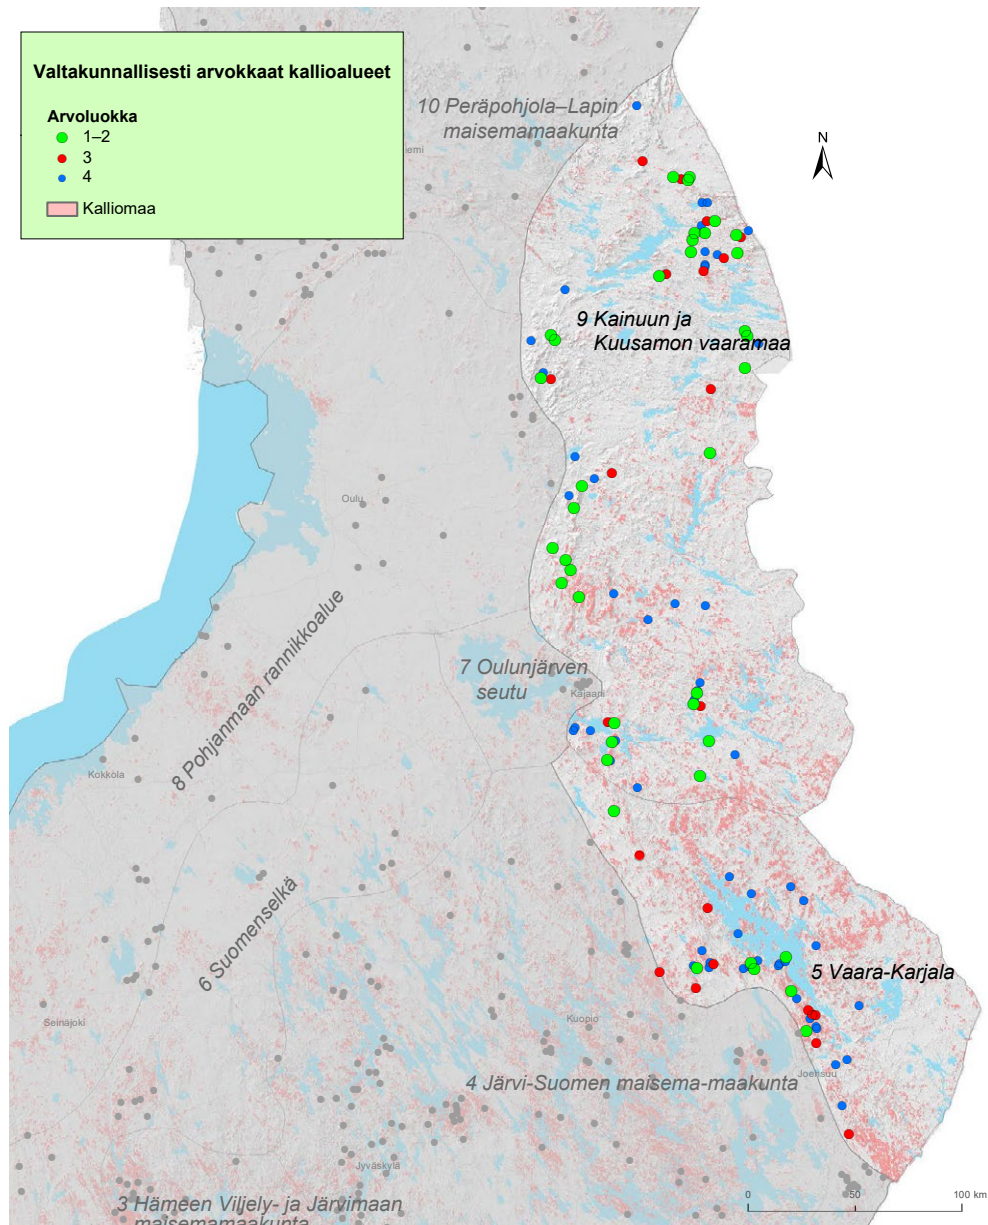 Valtakunnallisesti arvokkaat kallioalueet
Arvoluokka
1–2
3
4
Kalliomaa
10 Peräpohjola–Lapin
maisemamaakunta
iemi
N
9 Kainuun ja
Kuusamon vaaramaa
Oulu
8 Pohjanmaan rannikkoalue
7 Oulunjärven
seutu
Kajaani
Kokkola
6 Suomenselkä
5 Vaara-Karjala
Seinäjoki
Kuopio
4 Järvi-Suomen maisema-maakunta
Joensuu
Jyväskylä
3 Hämeen Viljely- ja Järvimaan
maisemamaakunta
0 50 100 km